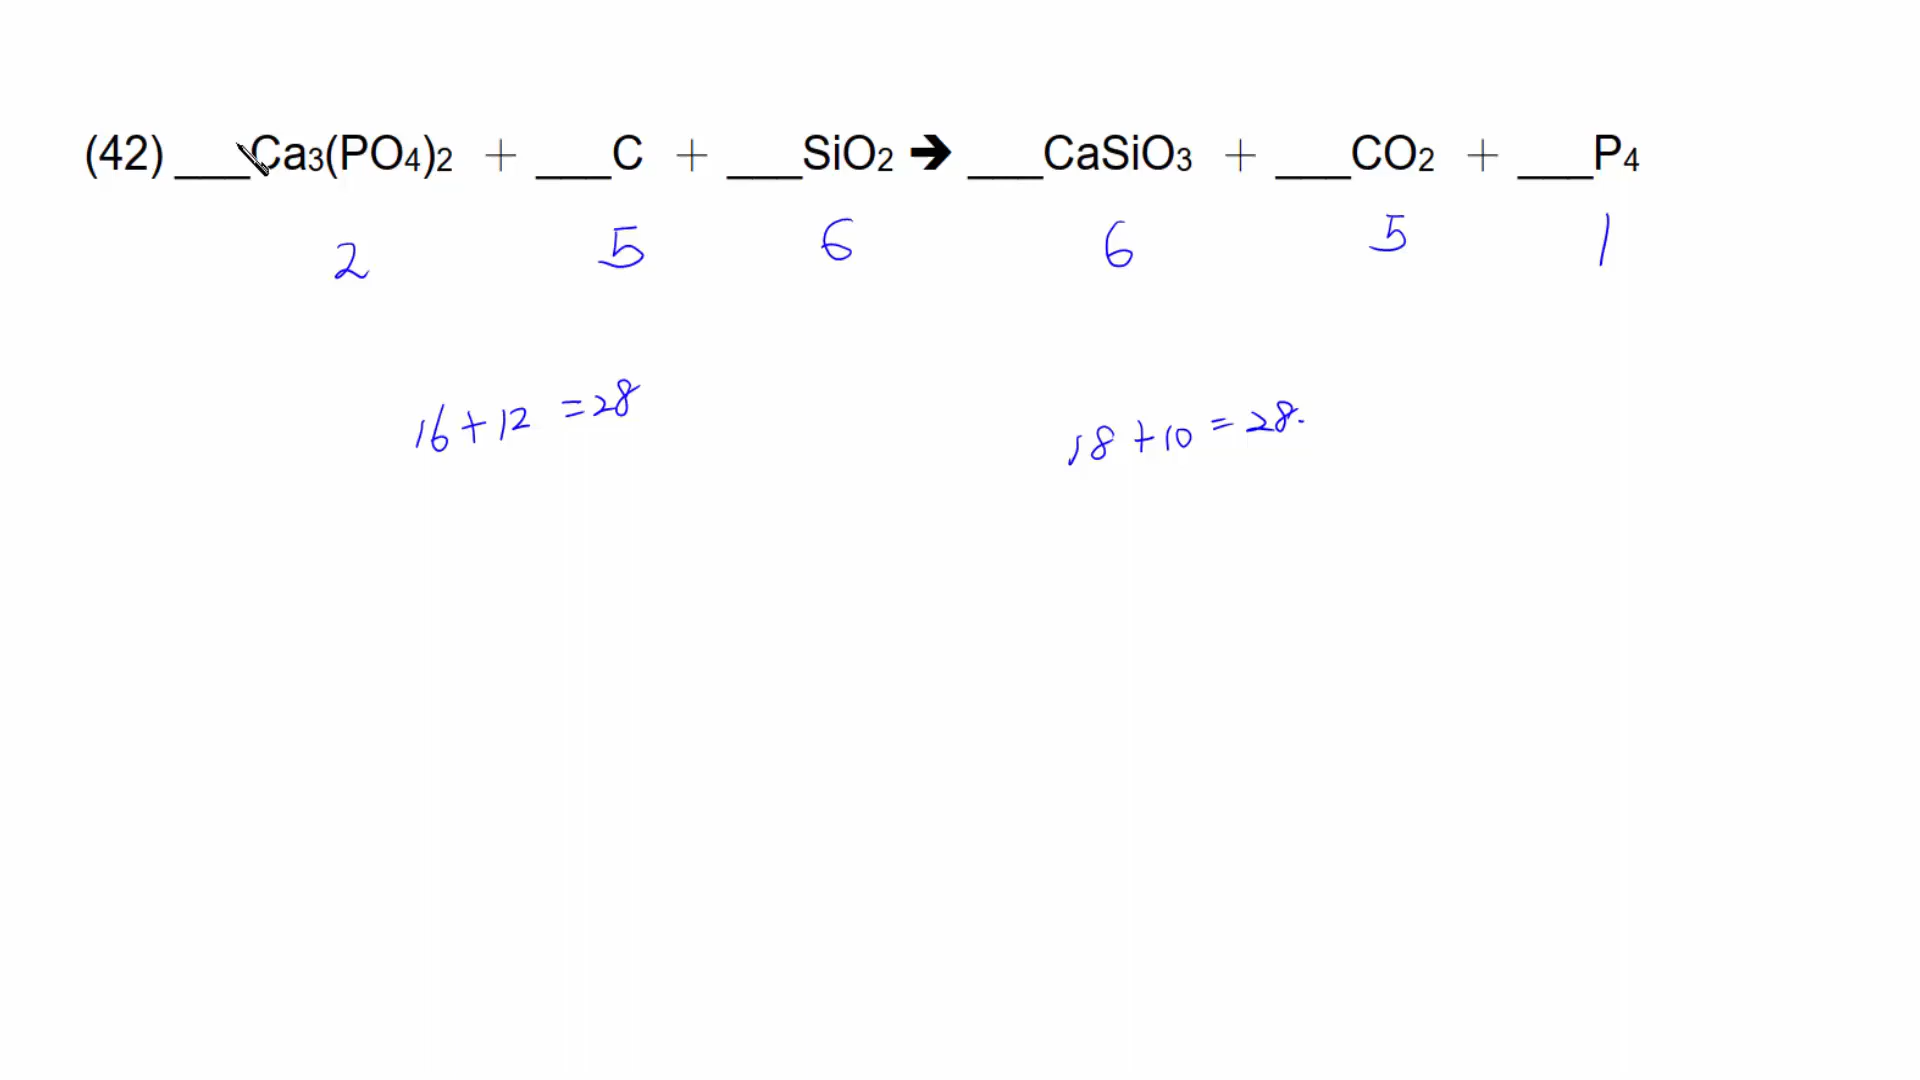 (42) ___Ca3(PO4)2 + ___C + ___SiO2 ➔ ___CaSiO3 + ___CO2 + ___P4
2 5 6 6 5 1
16+12 =28 18+10=28.